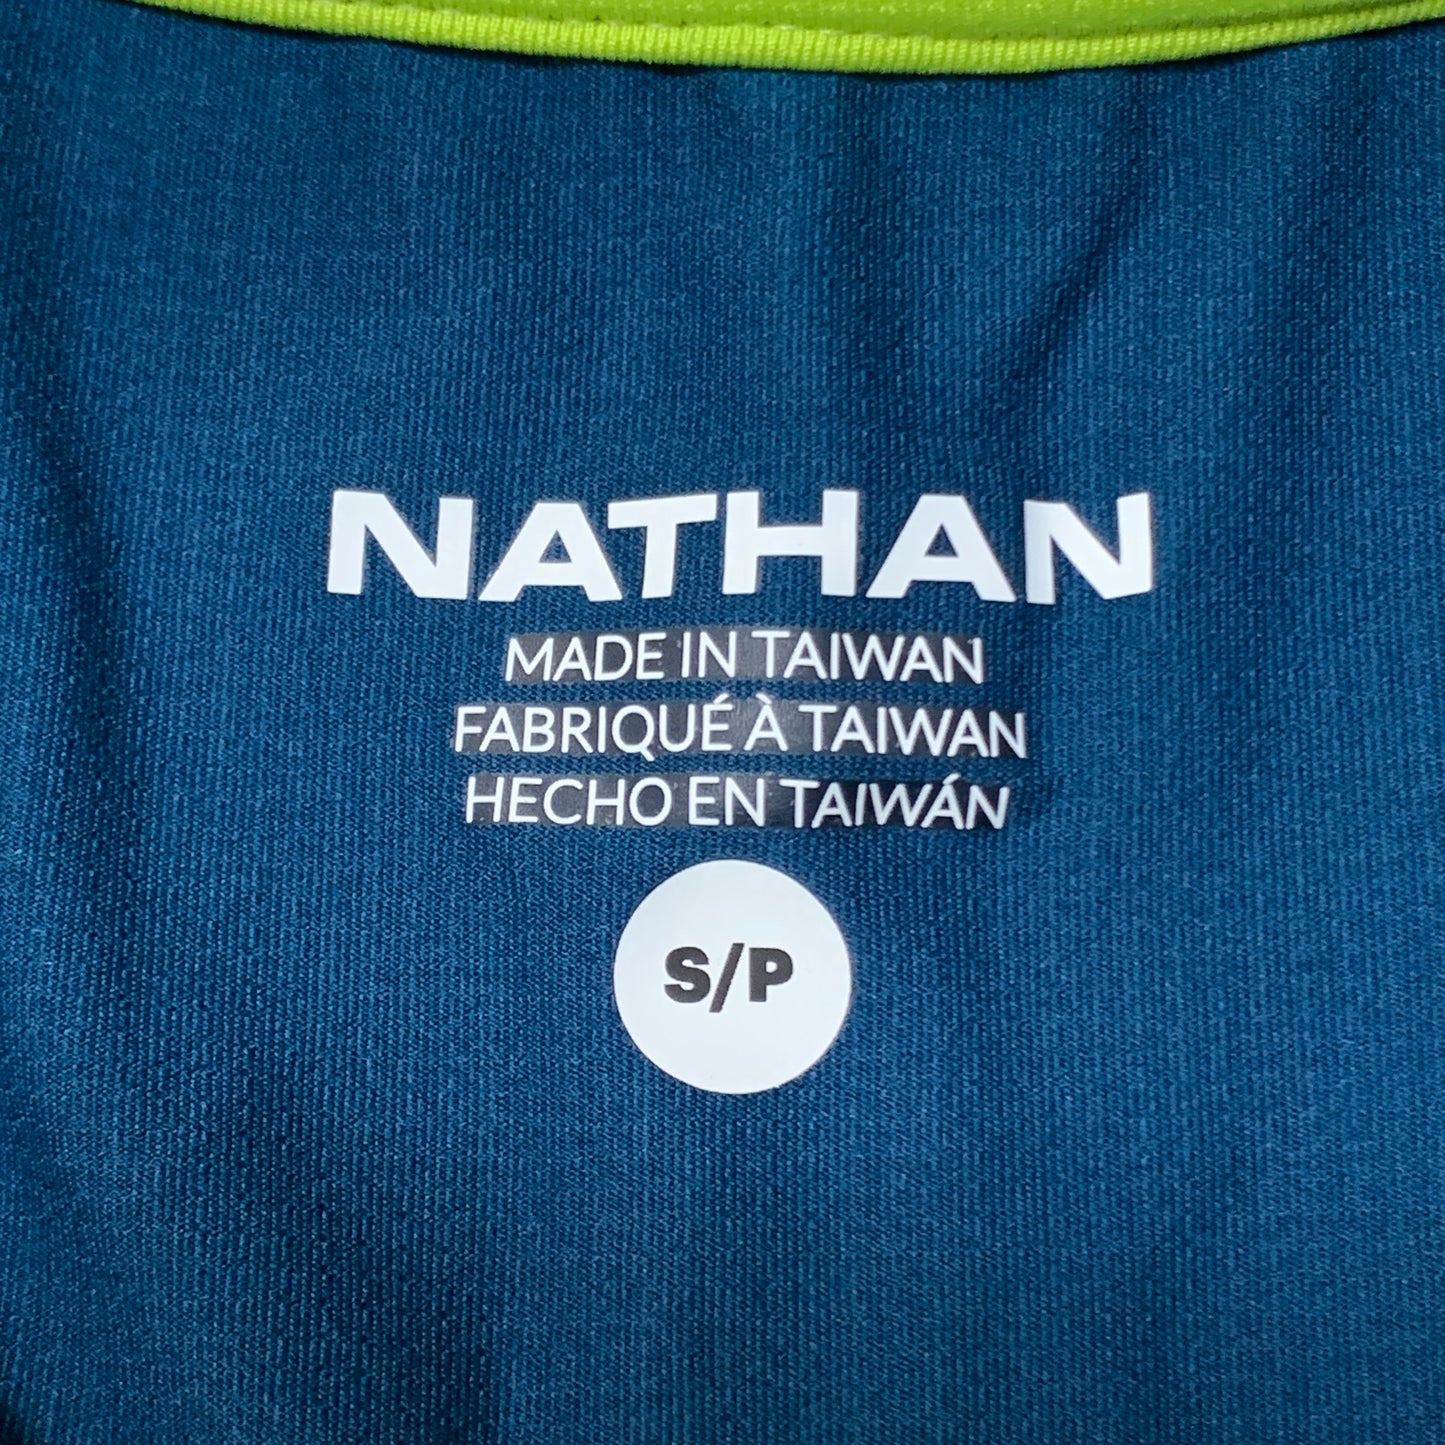 NATHAN
MADE IN TAIWAN
FABRIQUÉ À TAIWAN
HECHO EN TAIWÁN
S/P